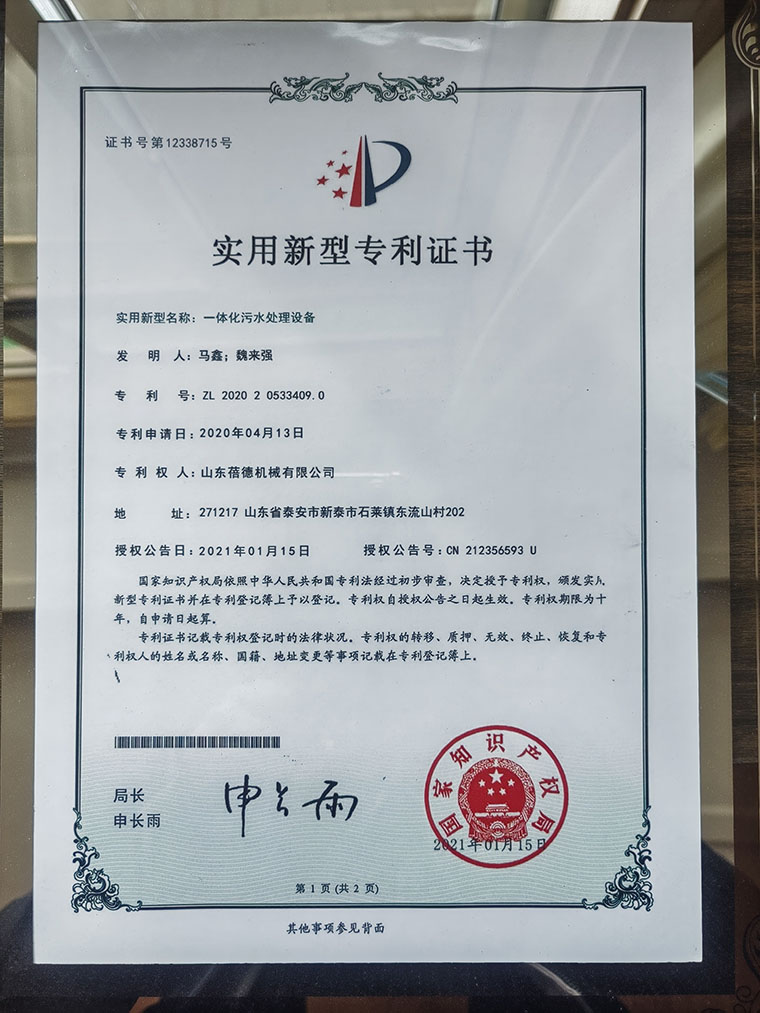 证书号第12338715号
实用新型专利证书
实用新型名称：一体化污水处理设备
发 明 人：马鑫；魏来强
专 利 号：ZL 2020 2 0533409.0
专利申请日：2020年04月13日
专 利 权 人：山东蓓德机械有限公司
地 址：271217 山东省泰安市新泰市石莱镇东流山村202
授权公告日：2021年01月15日 授权公告号：CN 212356593 U
国家知识产权局依照中华人民共和国专利法经过初步审查，决定授予专利权，颁发实
新型专利证书并在专利登记簿上予以登记。专利权自授权公告之日起生效。专利权期限为十
年，自申请日起算。
专利证书记载专利权登记时的法律状况。专利权的转移、质押、无效、终止、恢复和专
利权人的姓名或名称、国籍、地址变更等事项记载在专利登记簿上。
局长
申长雨
申长雨
国家知识产权局
2021年01月15日
第 1 页 (共 2 页)
其他事项参见背面